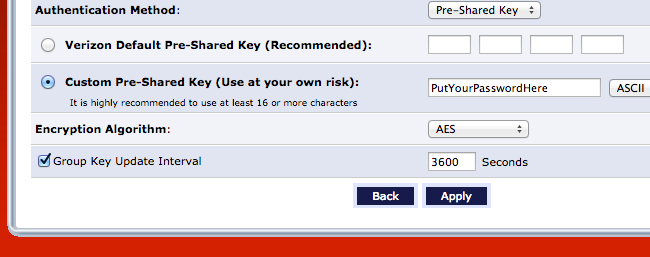 Authentication Method: Pre-Shared Key
Verizon Default Pre-Shared Key (Recommended):
Custom Pre-Shared Key (Use at your own risk): PutYourPasswordHere ASCII
It is highly recommended to use at least 16 or more characters
Encryption Algorithm: AES
Group Key Update Interval 3600 Seconds
Back Apply